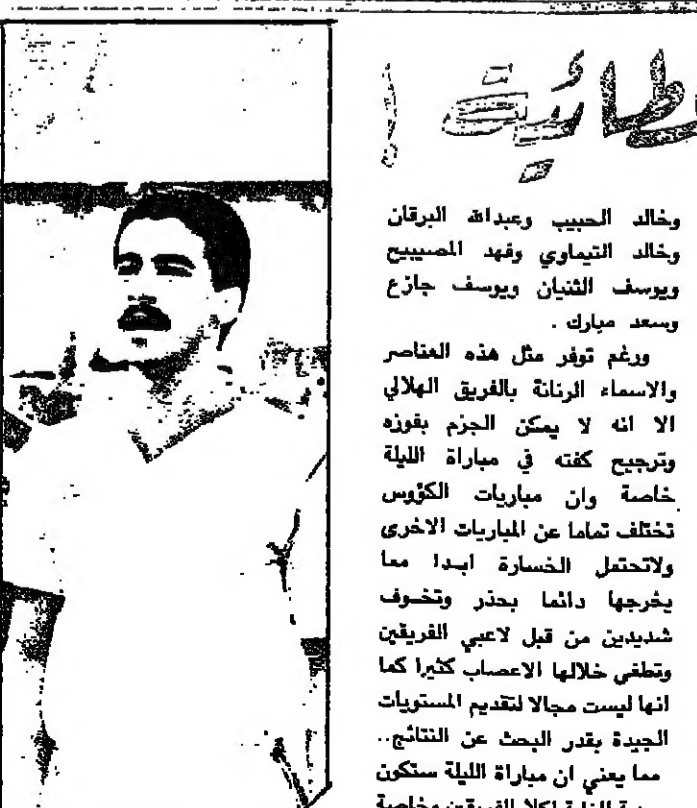 طائية
وخالد الحبيب وعبدالله البرقان
وخالد التيماوي وفهد المصيبيح
ويوسف الثنيان ويوسف جازع
وسعد مبارك .
ورغم توفر مثل هذه العناصر
والاسماء الرنانة بالفريق الهلالي
الا انه لا يمكن الجزم بفوزه
وترجيح كفته في مباراة الليلة
خاصة وان مباريات الكؤوس
تختلف تماما عن المباريات الاخرى
ولاتحتمل الخسارة ابدا مما
يخرجها دائما بحذر وتخوف
شديدين من قبل لاعبي الفريقين
وتطغى خلالها الاعصاب كثيرا كما
انها ليست مجالا لتقديم المستويات
الجيدة بقدر البحث عن النتائج..
مما يعني ان مباراة الليلة ستكون
لكلا الفريقين وخاصة